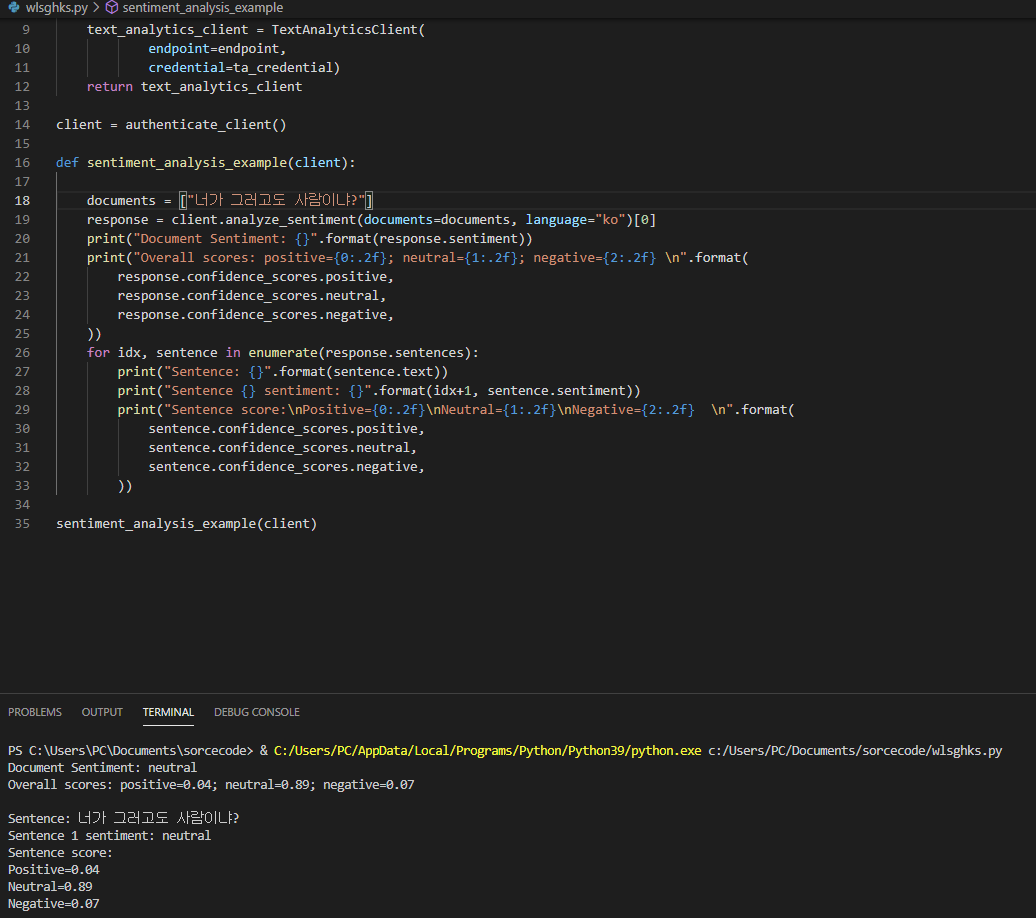 wlsghks.py > sentiment_analysis_example
9 text_analytics_client = TextAnalyticsClient(
10 endpoint=endpoint,
11 credential=ta_credential)
12 return text_analytics_client
13
14 client = authenticate_client()
15
16 def sentiment_analysis_example(client):
17
18 documents = ["너가 그러고도 사람이냐?"]
19 response = client.analyze_sentiment(documents=documents, language="ko")[0]
20 print("Document Sentiment: {}".format(response.sentiment))
21 print("Overall scores: positive={0:.2f}; neutral={1:.2f}; negative={2:.2f} \n".format(
22 response.confidence_scores.positive,
23 response.confidence_scores.neutral,
24 response.confidence_scores.negative,
25 ))
26 for idx, sentence in enumerate(response.sentences):
27 print("Sentence: {}".format(sentence.text))
28 print("Sentence {} sentiment: {}".format(idx+1, sentence.sentiment))
29 print("Sentence score:\nPositive={0:.2f}\nNeutral={1:.2f}\nNegative={2:.2f}  \n".format(
30 sentence.confidence_scores.positive,
31 sentence.confidence_scores.neutral,
32 sentence.confidence_scores.negative,
33 ))
34
35 sentiment_analysis_example(client)
PROBLEMS OUTPUT TERMINAL DEBUG CONSOLE
PS C:\Users\PC\Documents\sorcecode> & C:/Users/PC/AppData/Local/Programs/Python/Python39/python.exe c:/Users/PC/Documents/sorcecode/wlsghks.py
Document Sentiment: neutral
Overall scores: positive=0.04; neutral=0.89; negative=0.07
Sentence: 너가 그러고도 사람이냐?
Sentence 1 sentiment: neutral
Sentence score:
Positive=0.04
Neutral=0.89
Negative=0.07